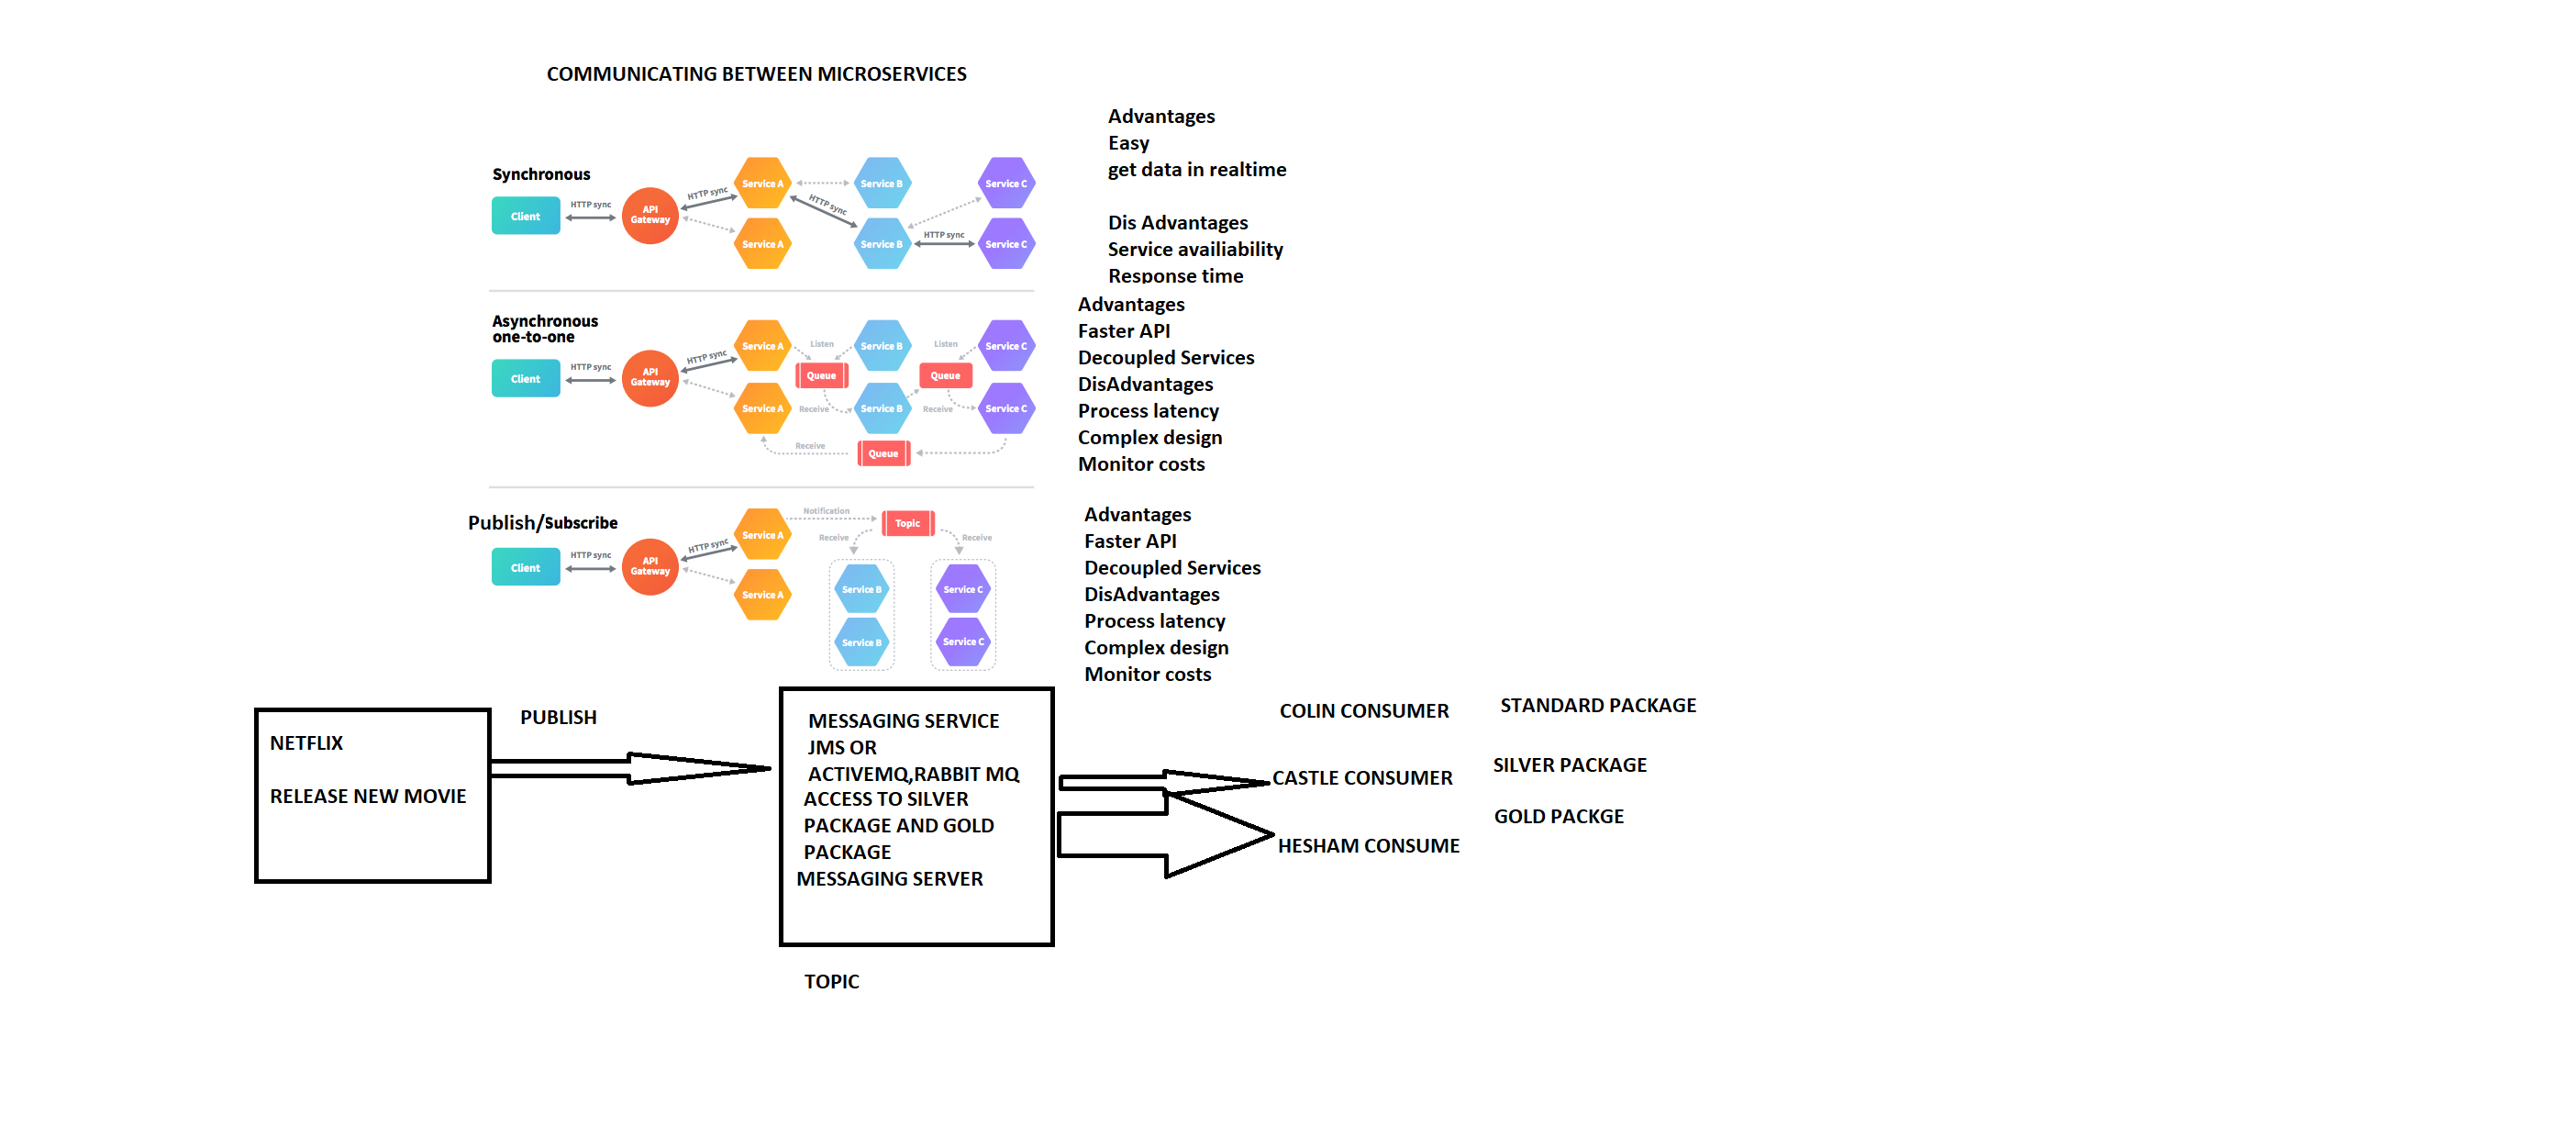 COMMUNICATING BETWEEN MICROSERVICES
Advantages
Easy
get data in realtime
Dis Advantages
Service availiability
Response time
Synchronous
Client
HTTP sync
API
Gateway
HTTP sync
Service A
Service A
HTTP sync
Service B
Service B
HTTP sync
Service C
Service C
Asynchronous
one-to-one
Client
HTTP sync
API
Gateway
HTTP sync
Service A
Service A
Listen
Queue
Receive
Service B
Service B
Listen
Queue
Receive
Service C
Service C
Receive
Queue
Advantages
Faster API
Decoupled Services
DisAdvantages
Process latency
Complex design
Monitor costs
Publish/Subscribe
Client
HTTP sync
API
Gateway
HTTP sync
Service A
Service A
Notification
Topic
Receive
Receive
Service B
Service B
Service C
Service C
Advantages
Faster API
Decoupled Services
DisAdvantages
Process latency
Complex design
Monitor costs
NETFLIX
RELEASE NEW MOVIE
PUBLISH
MESSAGING SERVICE
JMS OR
ACTIVEMQ,RABBIT MQ
ACCESS TO SILVER
PACKAGE AND GOLD
PACKAGE
MESSAGING SERVER
TOPIC
COLIN CONSUMER
STANDARD PACKAGE
CASTLE CONSUMER
SILVER PACKAGE
HESHAM CONSUME
GOLD PACKGE